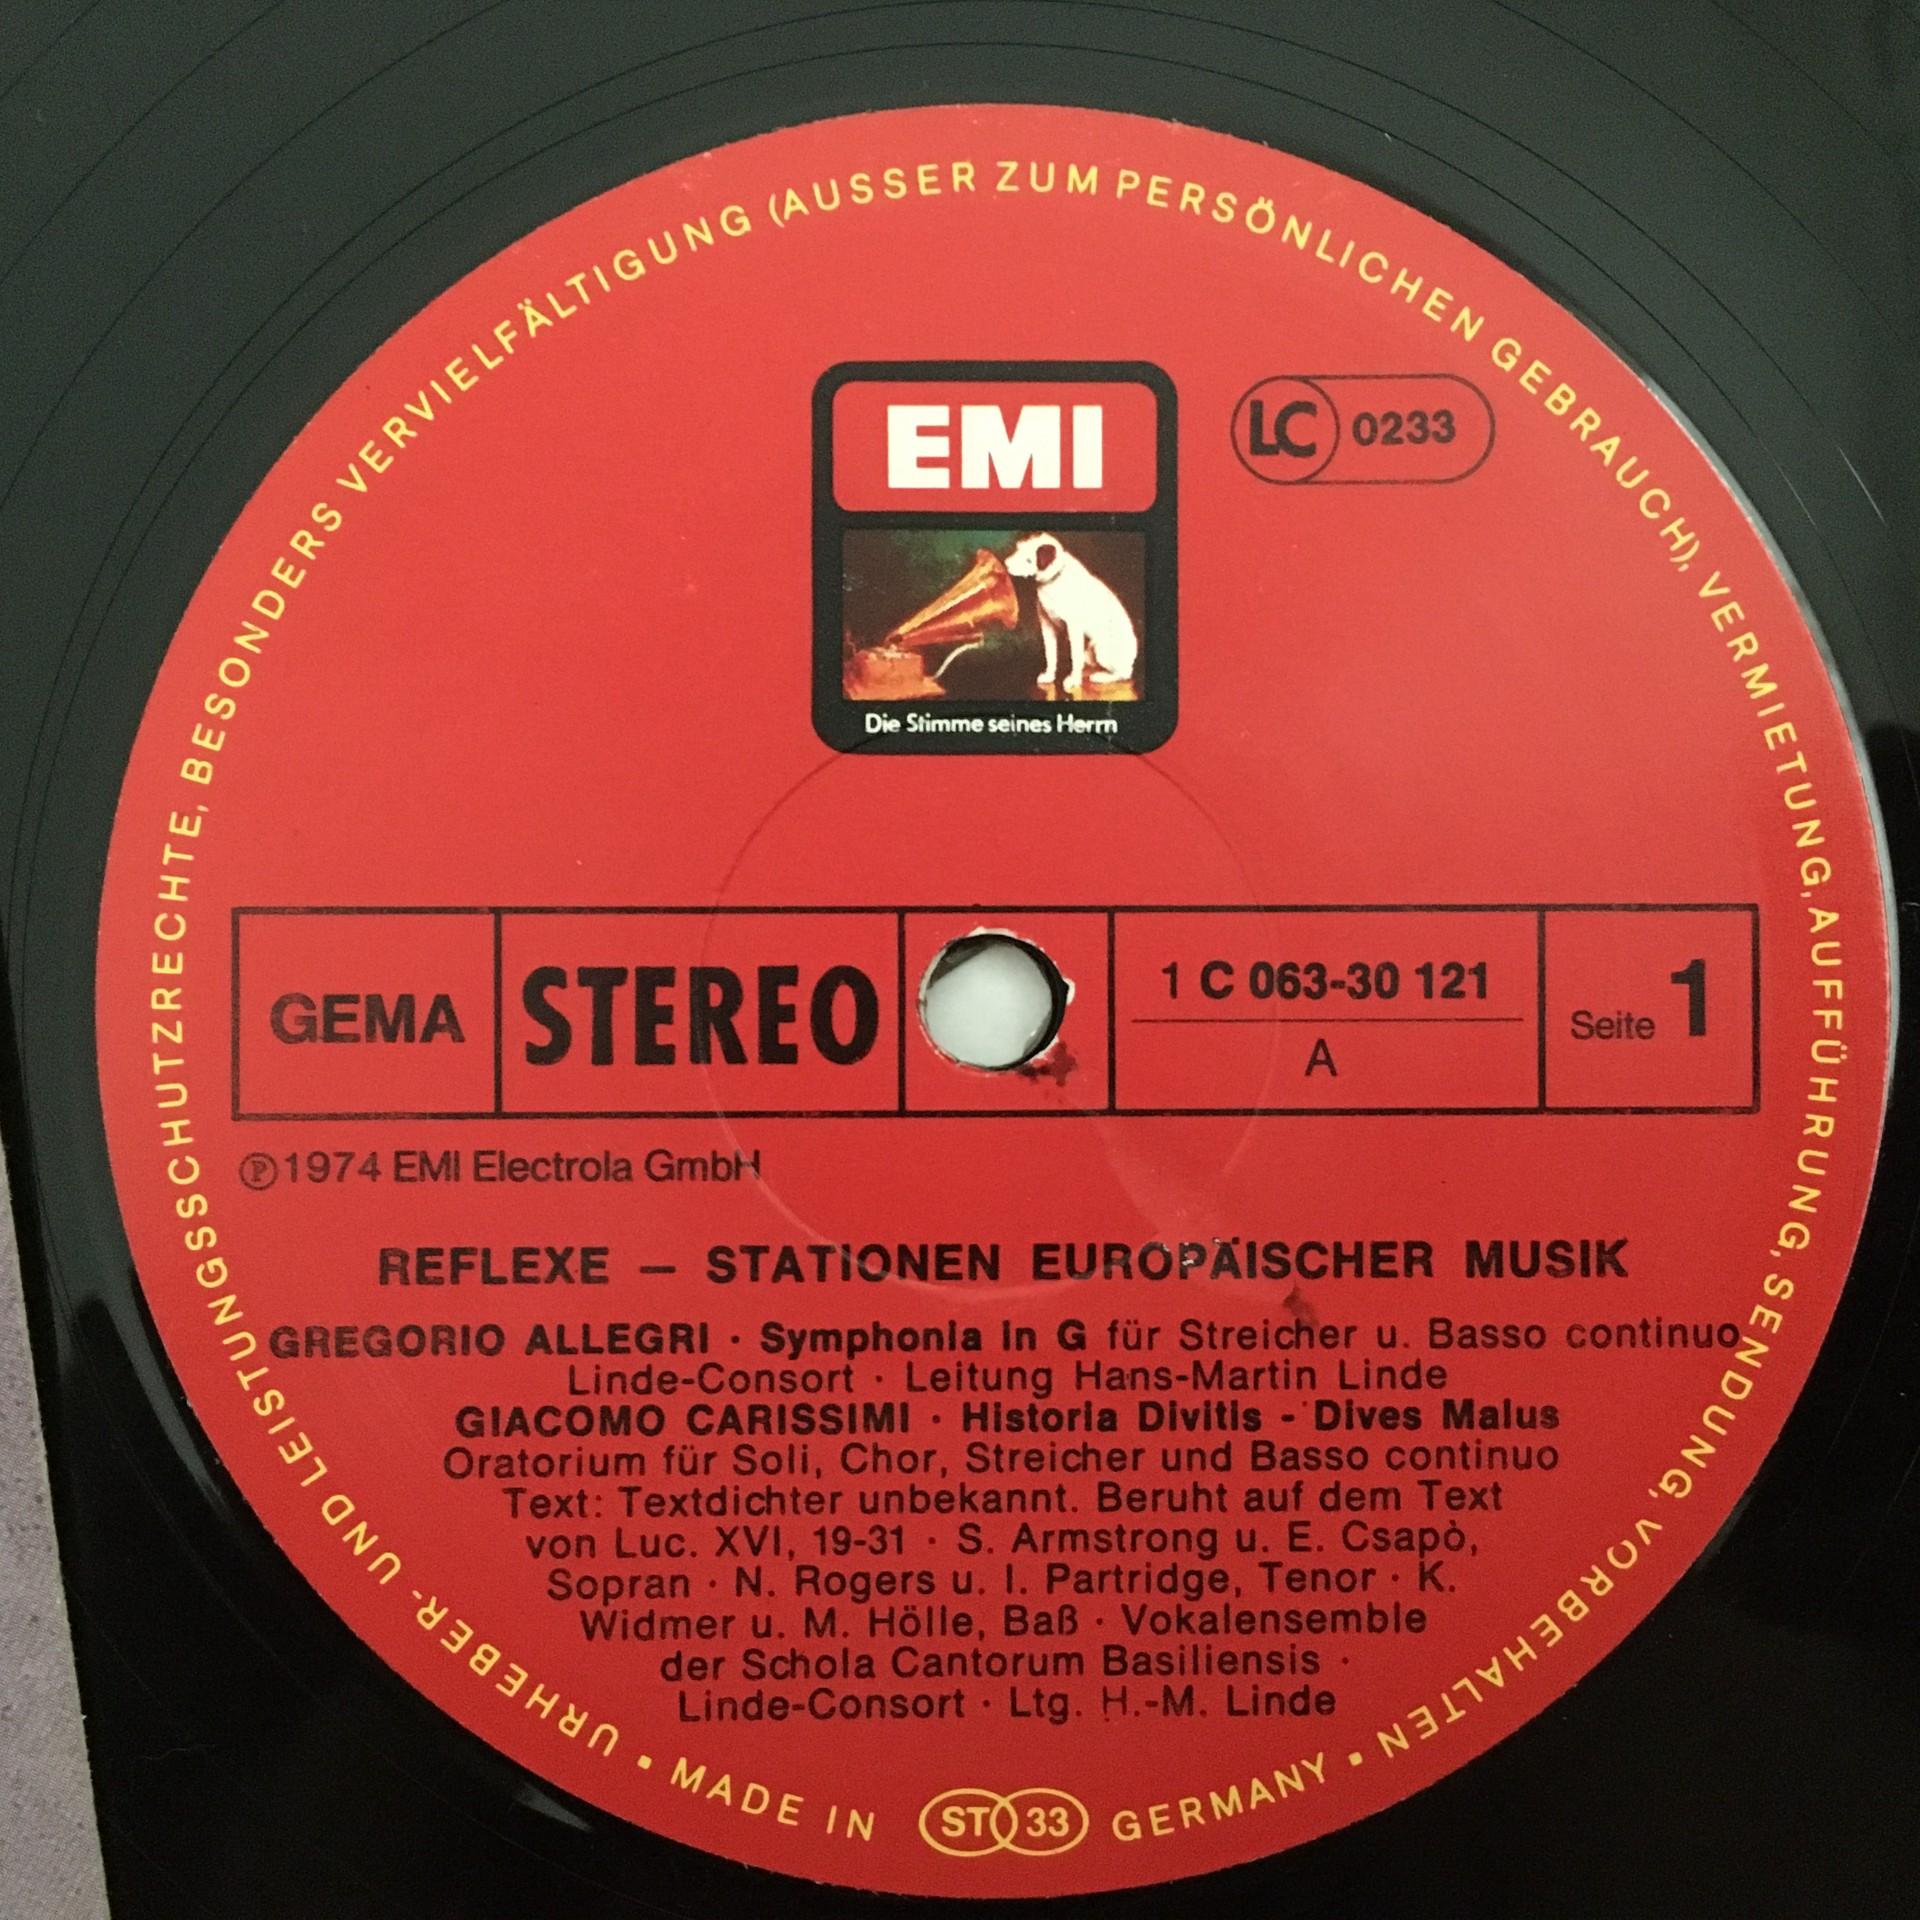 URHEBER- UND LEISTUNGSSCHUTZRECHTE, BESONDERS VERVIELFÄLTIGUNG (AUSSER ZUM PERSÖNLICHEN GEBRAUCH), VERMIETUNG, AUFFÜHRUNG, SENDUNG, VORBEHALTEN •
EMI
LC 0233
Die Stimme seines Herrn
GEMA
STEREO
1 C 063-30 121
A
Seite 1
℗ 1974 EMI Electrola GmbH
REFLEXE – STATIONEN EUROPÄISCHER MUSIK
GREGORIO ALLEGRI · Symphonia in G für Streicher u. Basso continuo
Linde-Consort · Leitung Hans-Martin Linde
GIACOMO CARISSIMI · Historia Divitis - Dives Malus
Oratorium für Soli, Chor, Streicher und Basso continuo
Text: Textdichter unbekannt. Beruht auf dem Text
von Luc. XVI, 19-31 · S. Armstrong u. E. Csapò,
Sopran · N. Rogers u. I. Partridge, Tenor · K.
Widmer u. M. Hölle, Baß · Vokalensemble
der Schola Cantorum Basiliensis ·
Linde-Consort · Ltg. H.-M. Linde
• MADE IN ST 33 GERMANY